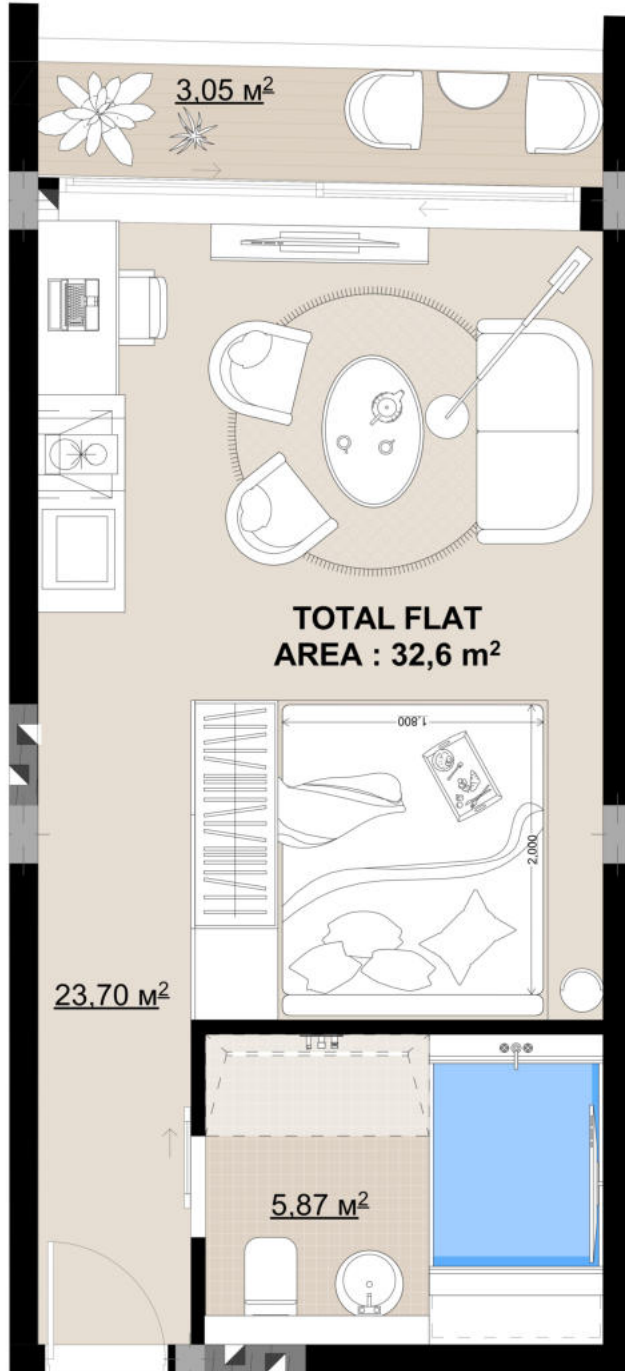 3,05 м²
TOTAL FLAT
AREA : 32,6 m²
1,800
2,000
23,70 м²
5,87 м²